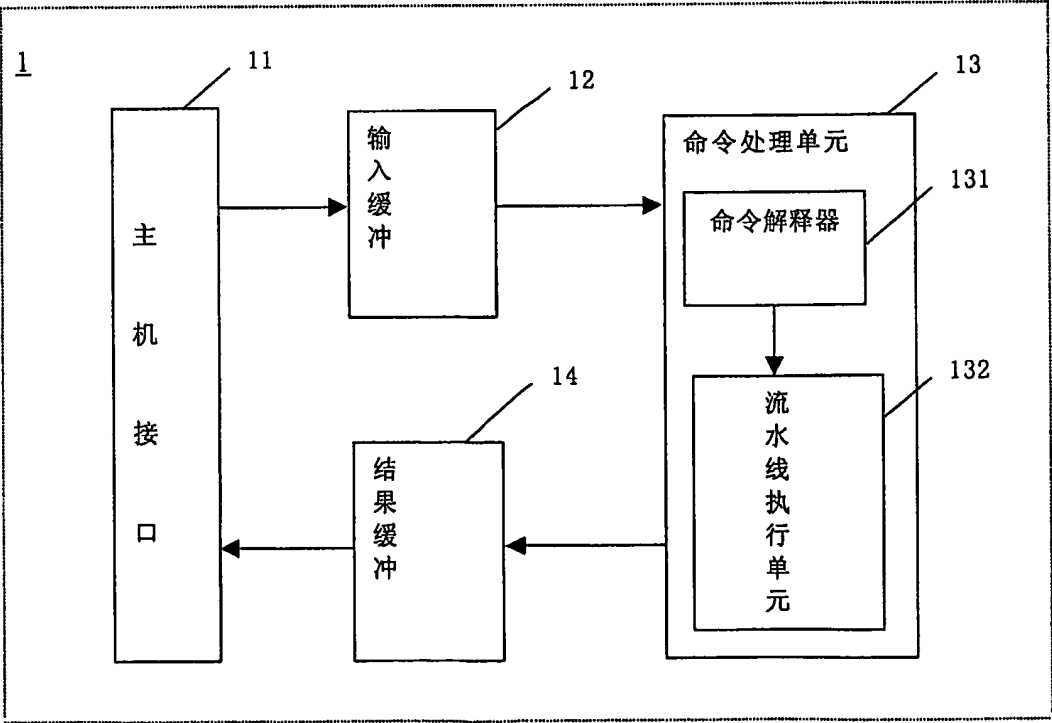 1
11
主机接口
12
输入缓冲
13
命令处理单元
131
命令解释器
132
流水线执行单元
14
结果缓冲